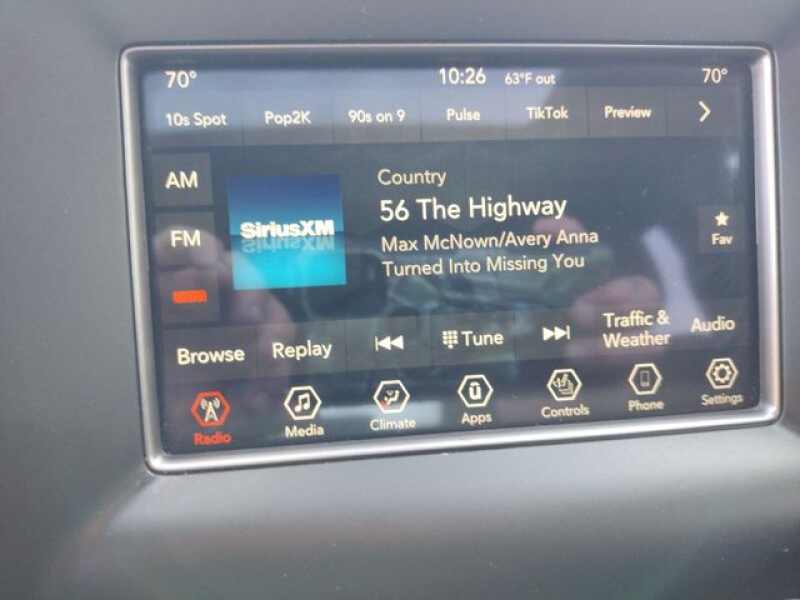 70° 10:26 63°F out 70°
10s Spot Pop2K 90s on 9 Pulse TikTok Preview
AM
FM
SiriusXM
Country
56 The Highway
Max McNown/Avery Anna
Turned Into Missing You
Fav
Browse Replay Tune Traffic & Weather Audio
Radio Media Climate Apps Controls Phone Settings